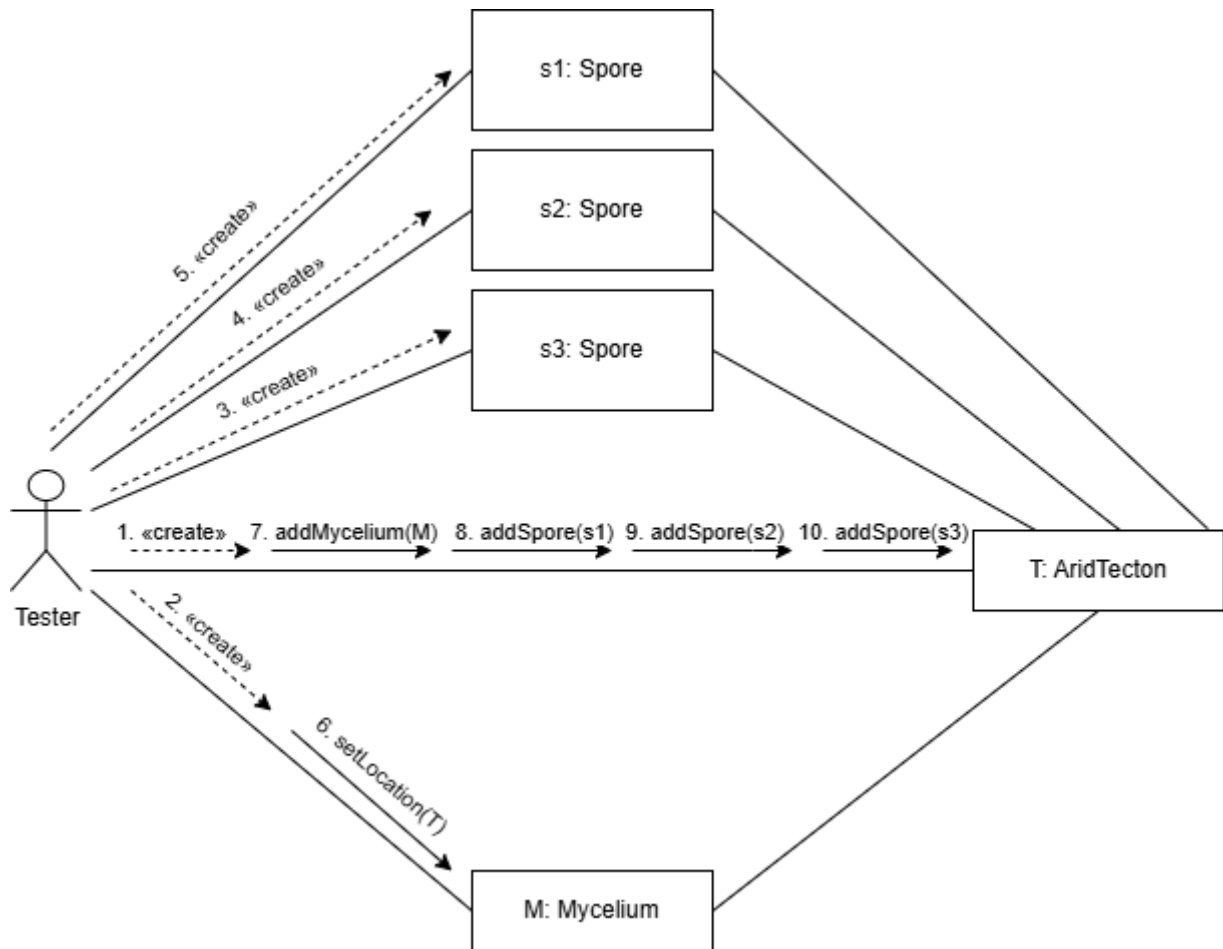 s1: Spore
5. «create»
s2: Spore
4. «create»
s3: Spore
3. «create»
1. «create»
7. addMycelium(M)
8. addSpore(s1)
9. addSpore(s2)
10. addSpore(s3)
T: AridTecton
Tester
2. «create»
6. setLocation(T)
M: Mycelium